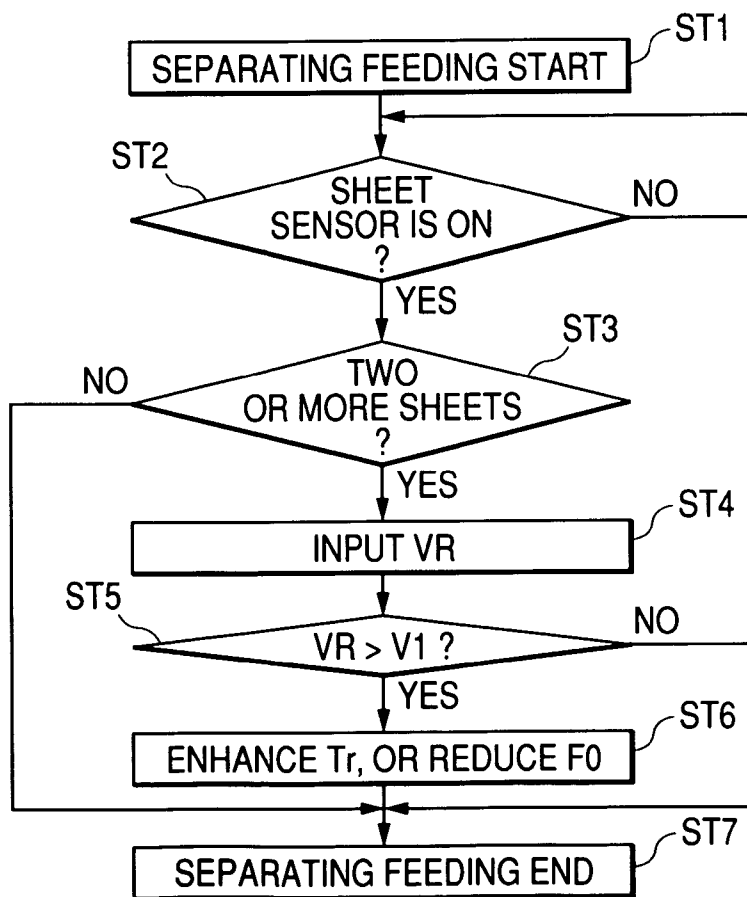 ST1
SEPARATING FEEDING START
ST2
SHEET
SENSOR IS ON
?
NO
YES
ST3
NO
TWO
OR MORE SHEETS
?
YES
ST4
INPUT VR
ST5
VR > V1 ?
NO
YES
ST6
ENHANCE Tr, OR REDUCE F0
ST7
SEPARATING FEEDING END